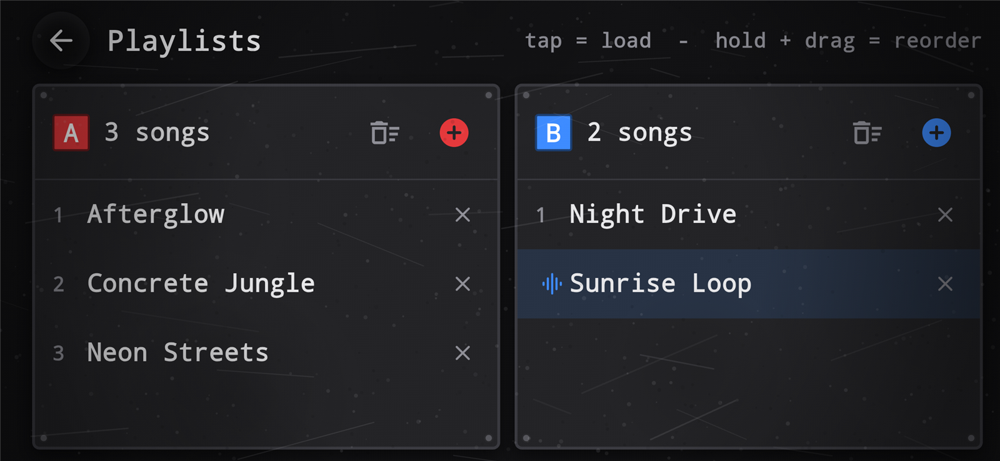 Playlists
tap = load - hold + drag = reorder
A 3 songs
1 Afterglow
2 Concrete Jungle
3 Neon Streets
B 2 songs
1 Night Drive
Sunrise Loop